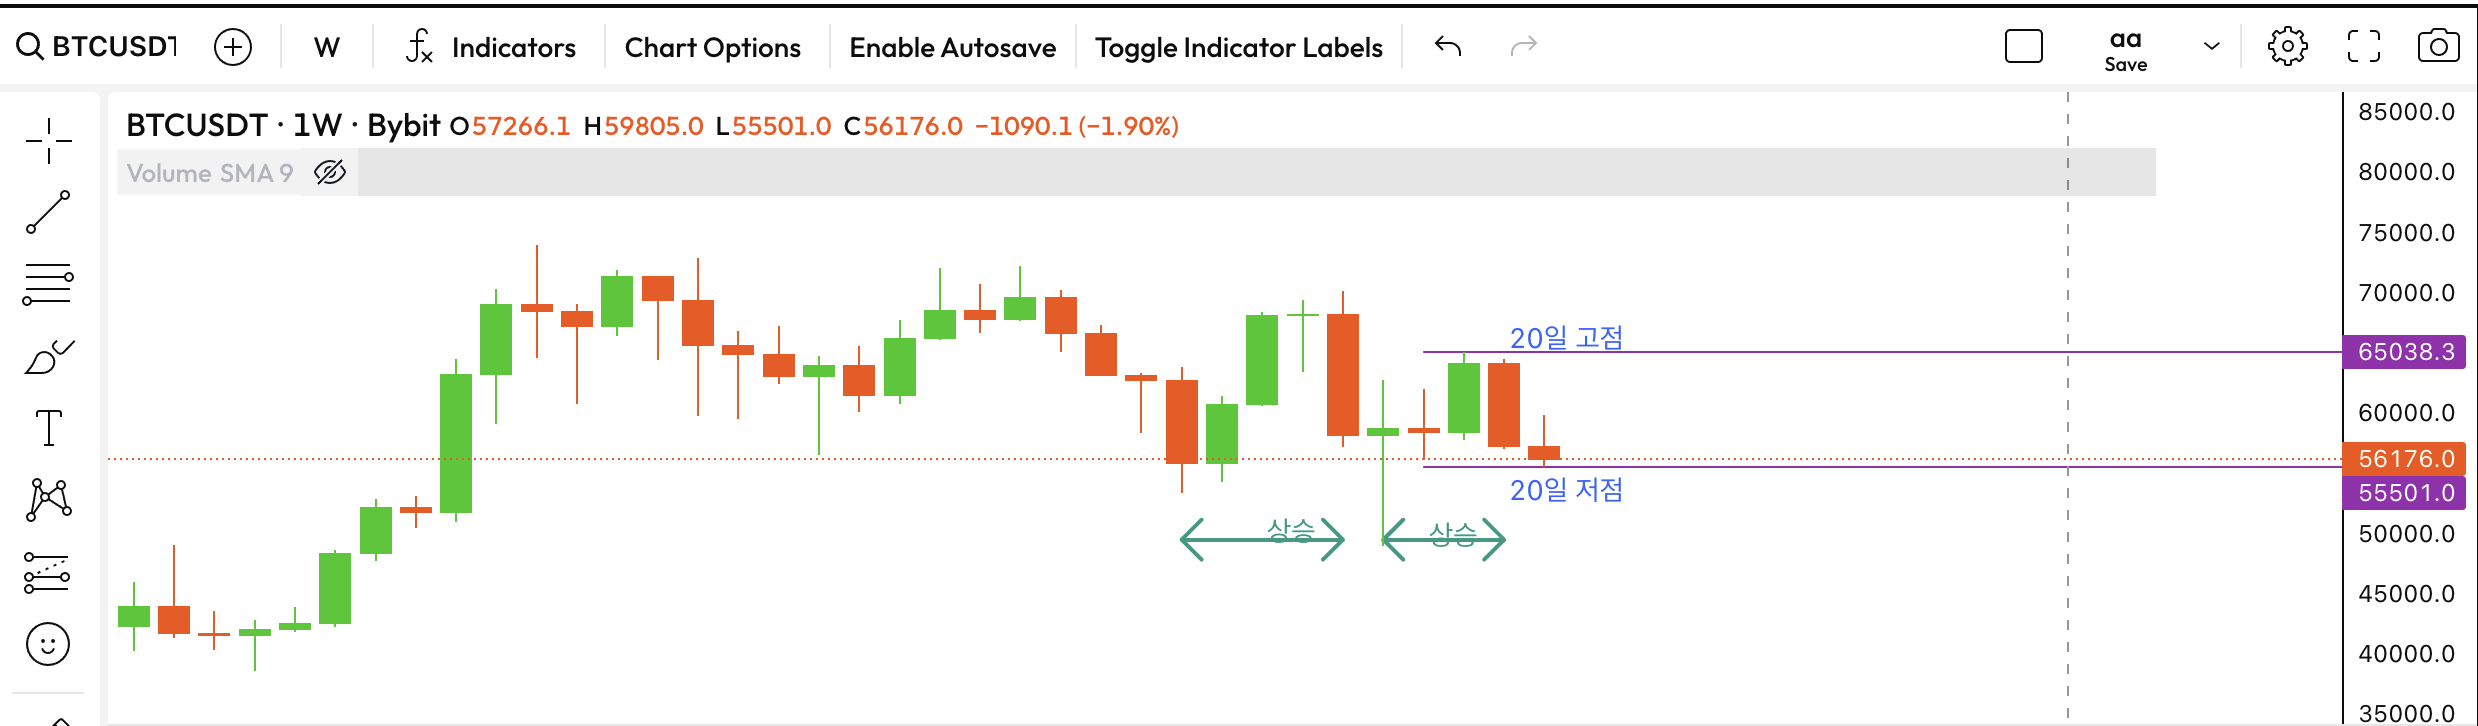 BTCUSDT W Indicators Chart Options Enable Autosave Toggle Indicator Labels aa
Save
BTCUSDT · 1W · Bybit O57266.1 H59805.0 L55501.0 C56176.0 −1090.1 (−1.90%)
Volume SMA 9
85000.0
80000.0
75000.0
70000.0
20일 고점
65038.3
60000.0
56176.0
20일 저점
55501.0
상승 상승
50000.0
45000.0
40000.0
35000.0